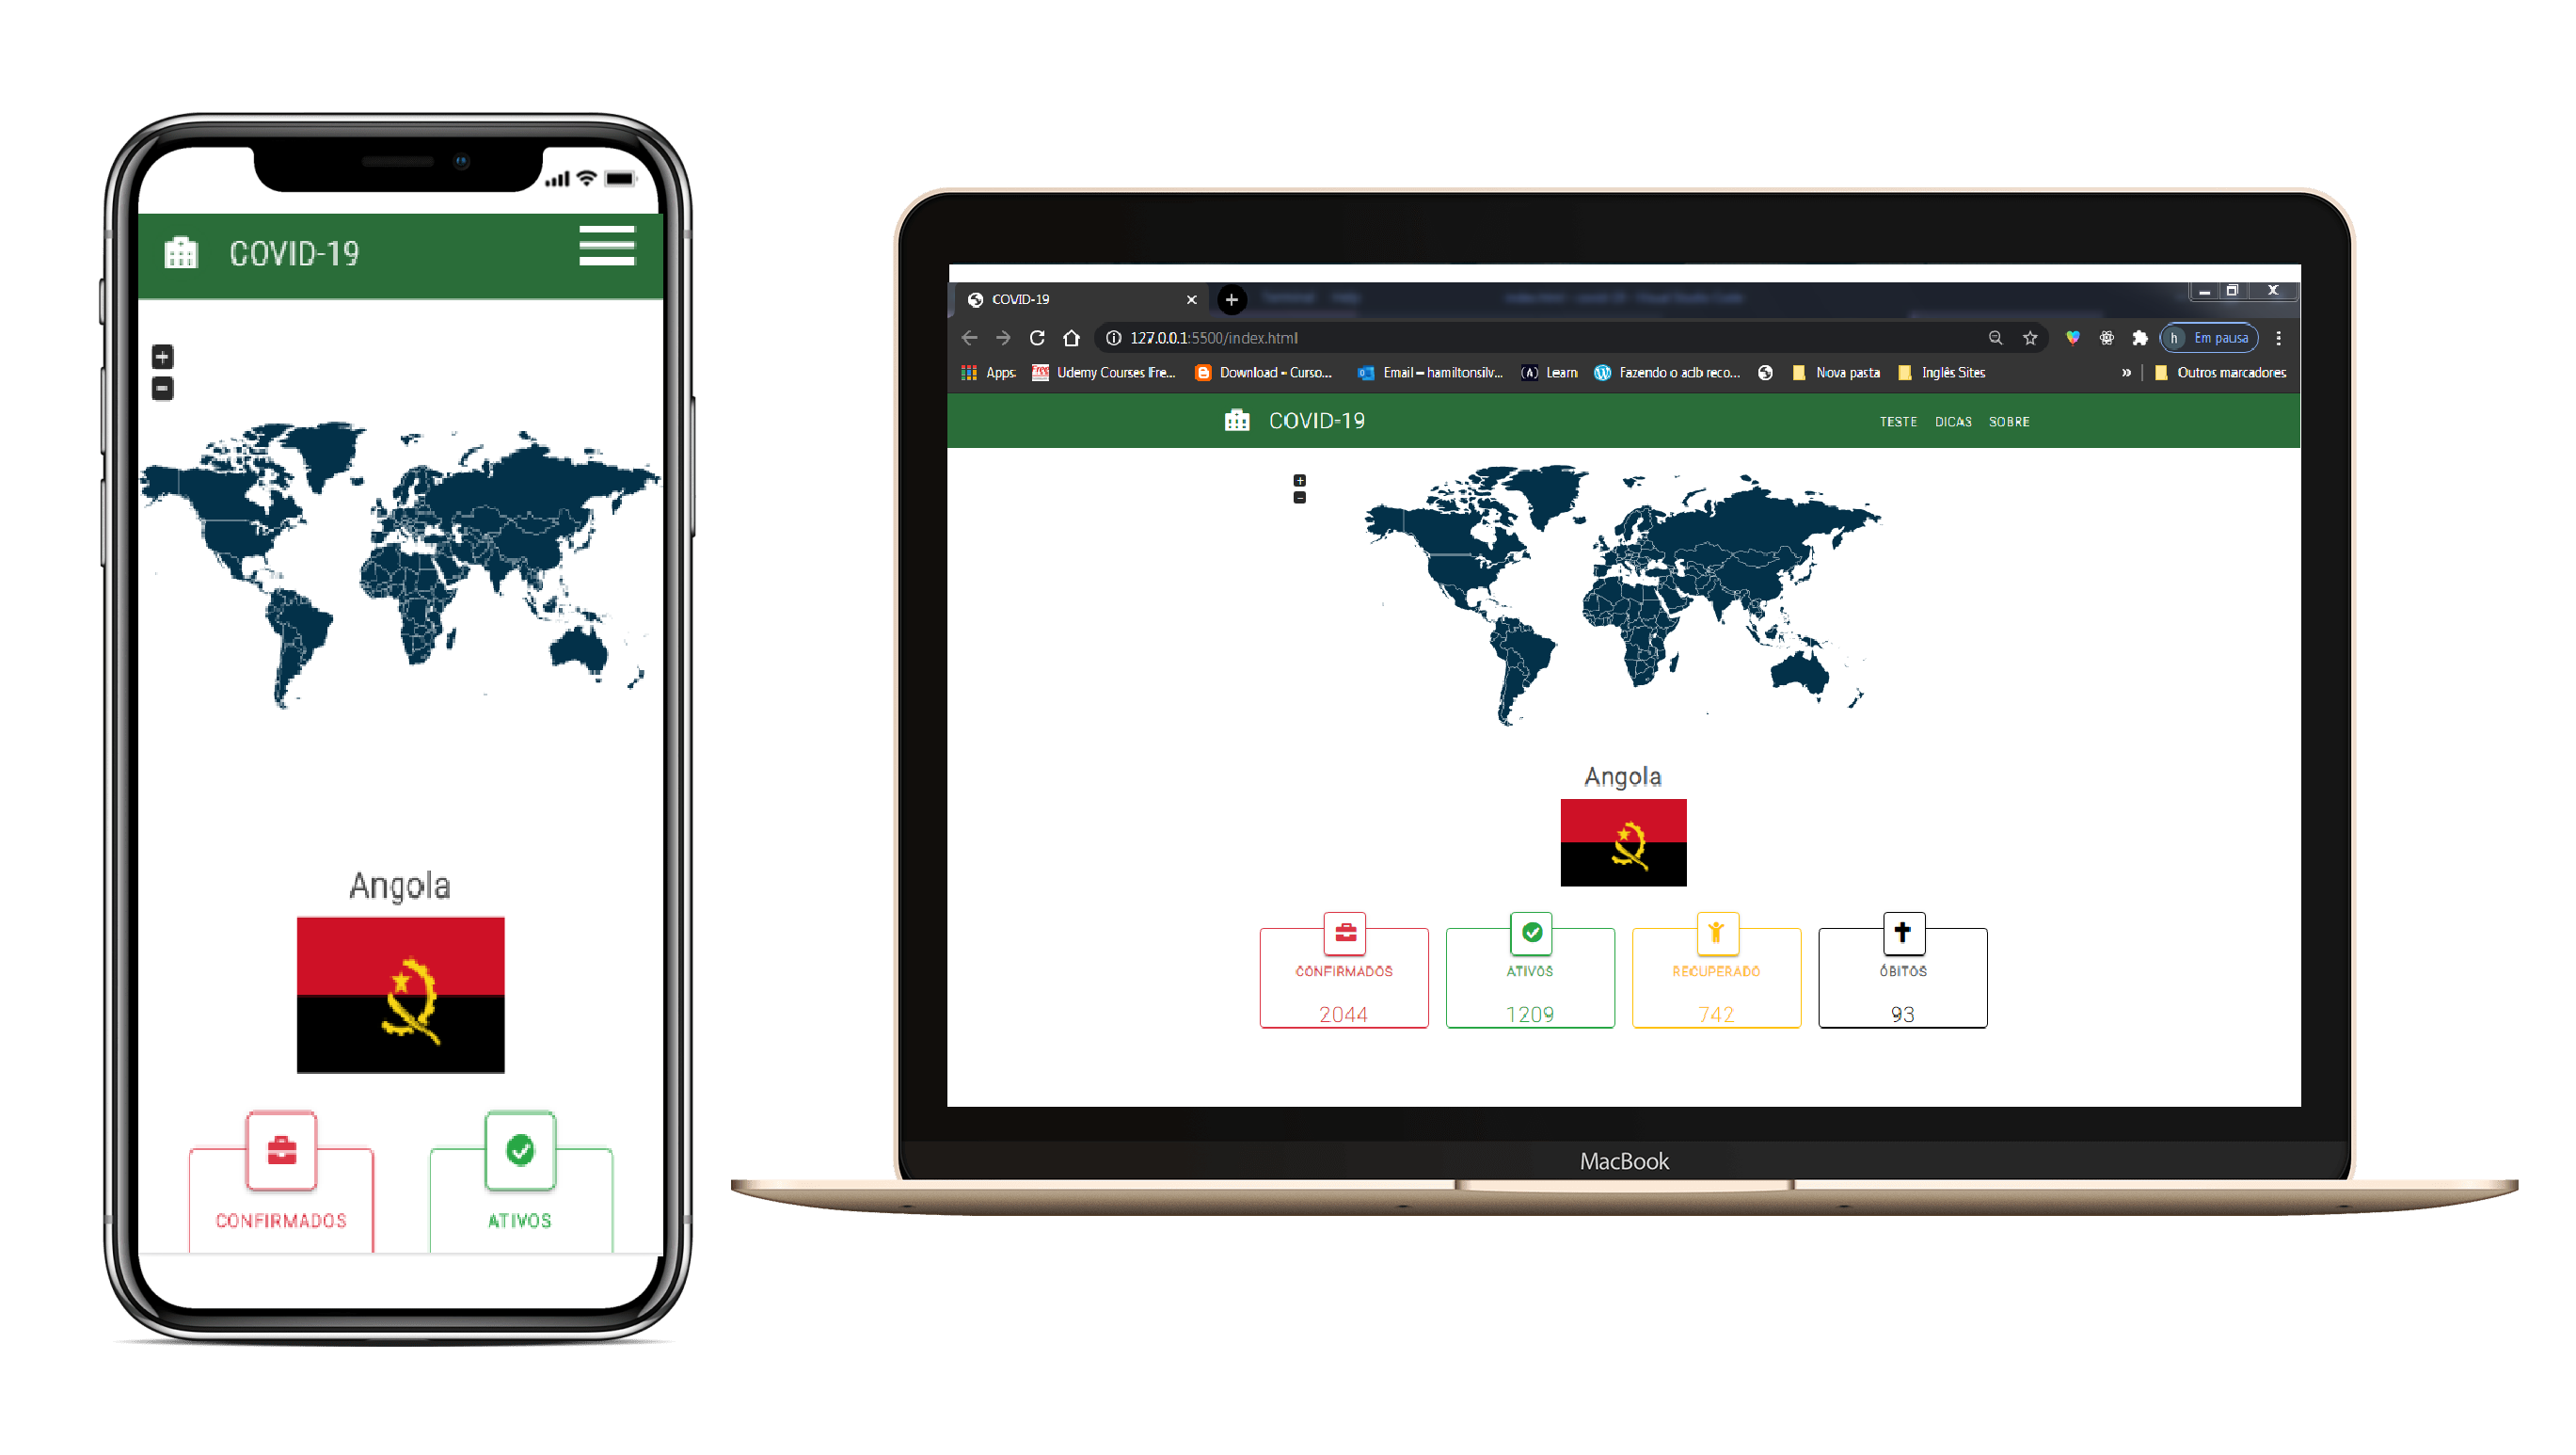 COVID-19
Angola
CONFIRMADOS
ATIVOS
COVID-19
127.0.0.1:5500/index.html
h Em pausa
Apps
Free
Udemy Courses |Fre...
Download - Curso...
Email – hamiltonsilv...
Learn
Fazendo o adb reco...
Nova pasta
Inglês Sites
»
Outros marcadores
COVID-19
TESTE DICAS SOBRE
Angola
CONFIRMADOS
2044
ATIVOS
1209
RECUPERADO
742
ÓBITOS
93
MacBook